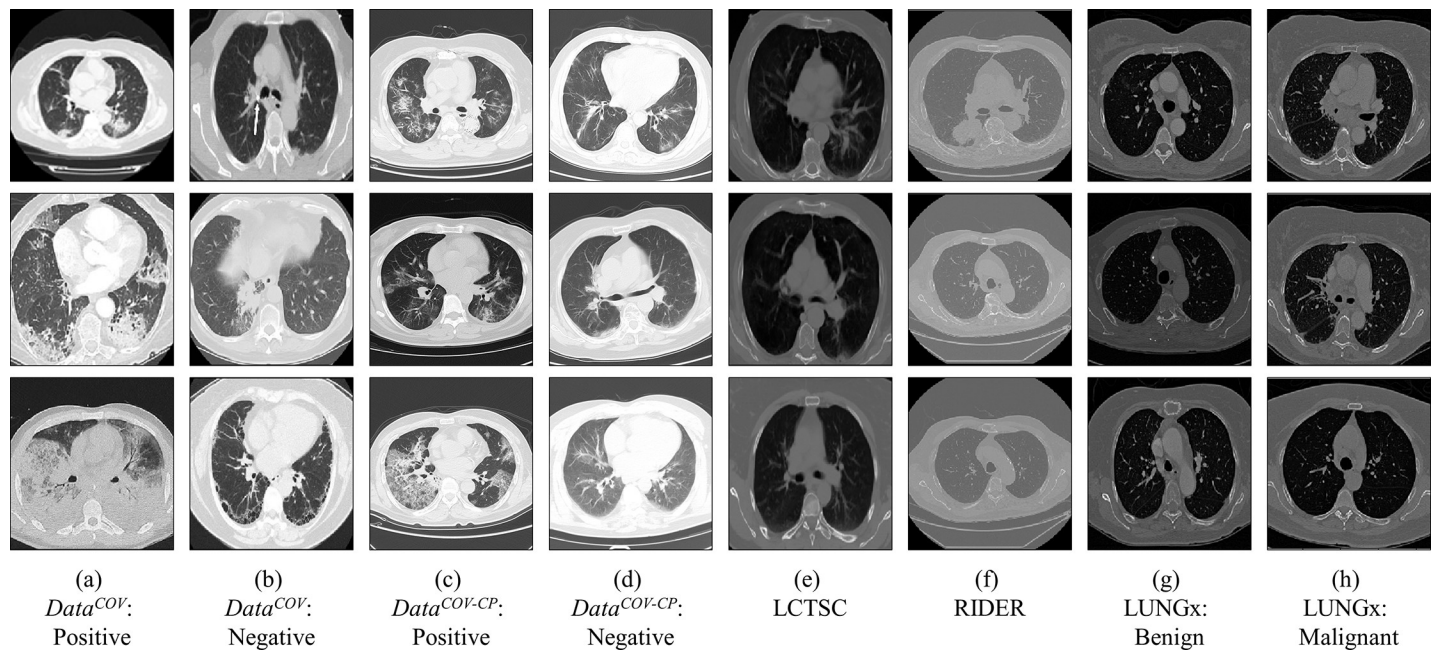 (a)
Data^COV:
Positive
(b)
Data^COV:
Negative
(c)
Data^COV-CP:
Positive
(d)
Data^COV-CP:
Negative
(e)
LCTSC
(f)
RIDER
(g)
LUNGx:
Benign
(h)
LUNGx:
Malignant